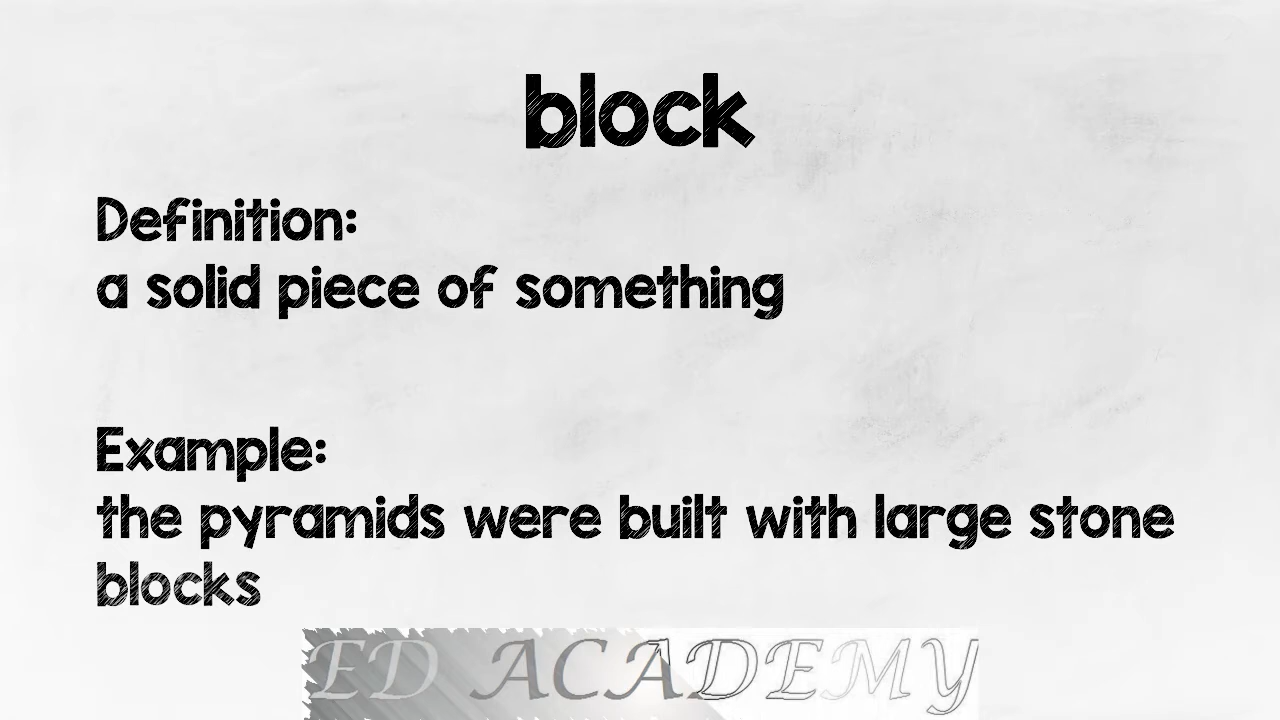 block
Definition:
a solid piece of something
Example:
the pyramids were built with large stone
blocks
ED ACADEMY